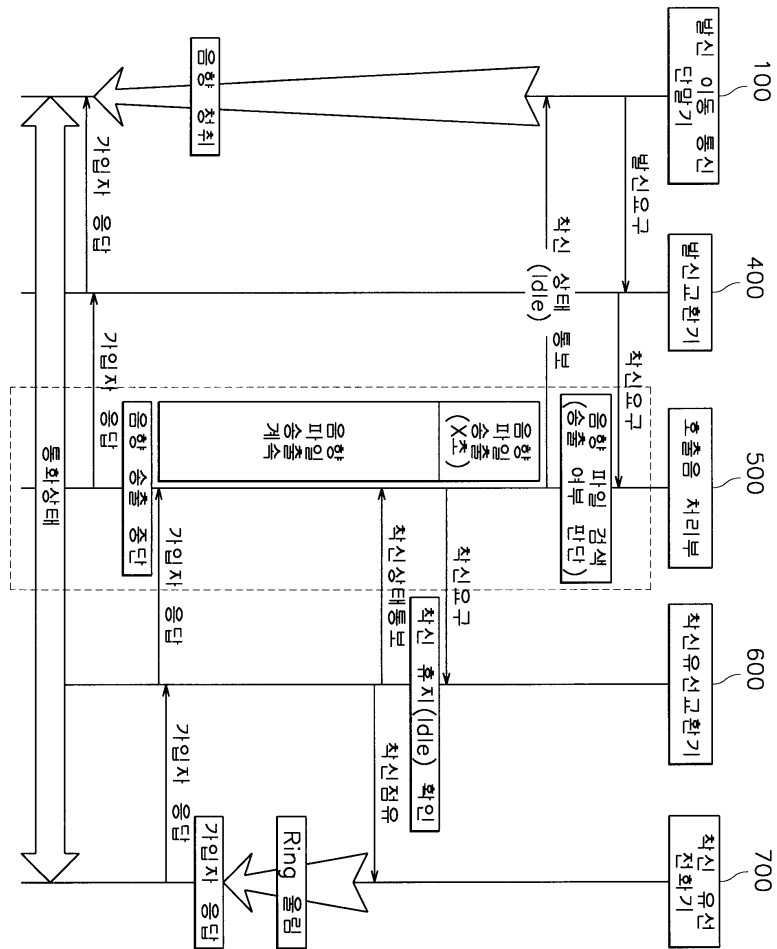 100
400
500
600
700
발신 이동 통신
단말기
발신교환기
호출음 처리부
착신유선교환기
착신 유선
전화기
발신요구
착신요구
음향 파일 검색
(송출 여부 판단)
착신 상태 통보
(Idle)
음향
파일
송출
(X초)
착신요구
착신 휴지(Idle) 확인
착신상태통보
착신점유
음향
파일
송출
계속
Ring 울림
음향 청취
가입자 응답
가입자 응답
가입자 응답
음향 송출 중단
가입자 응답
가입자 응답
통화상태